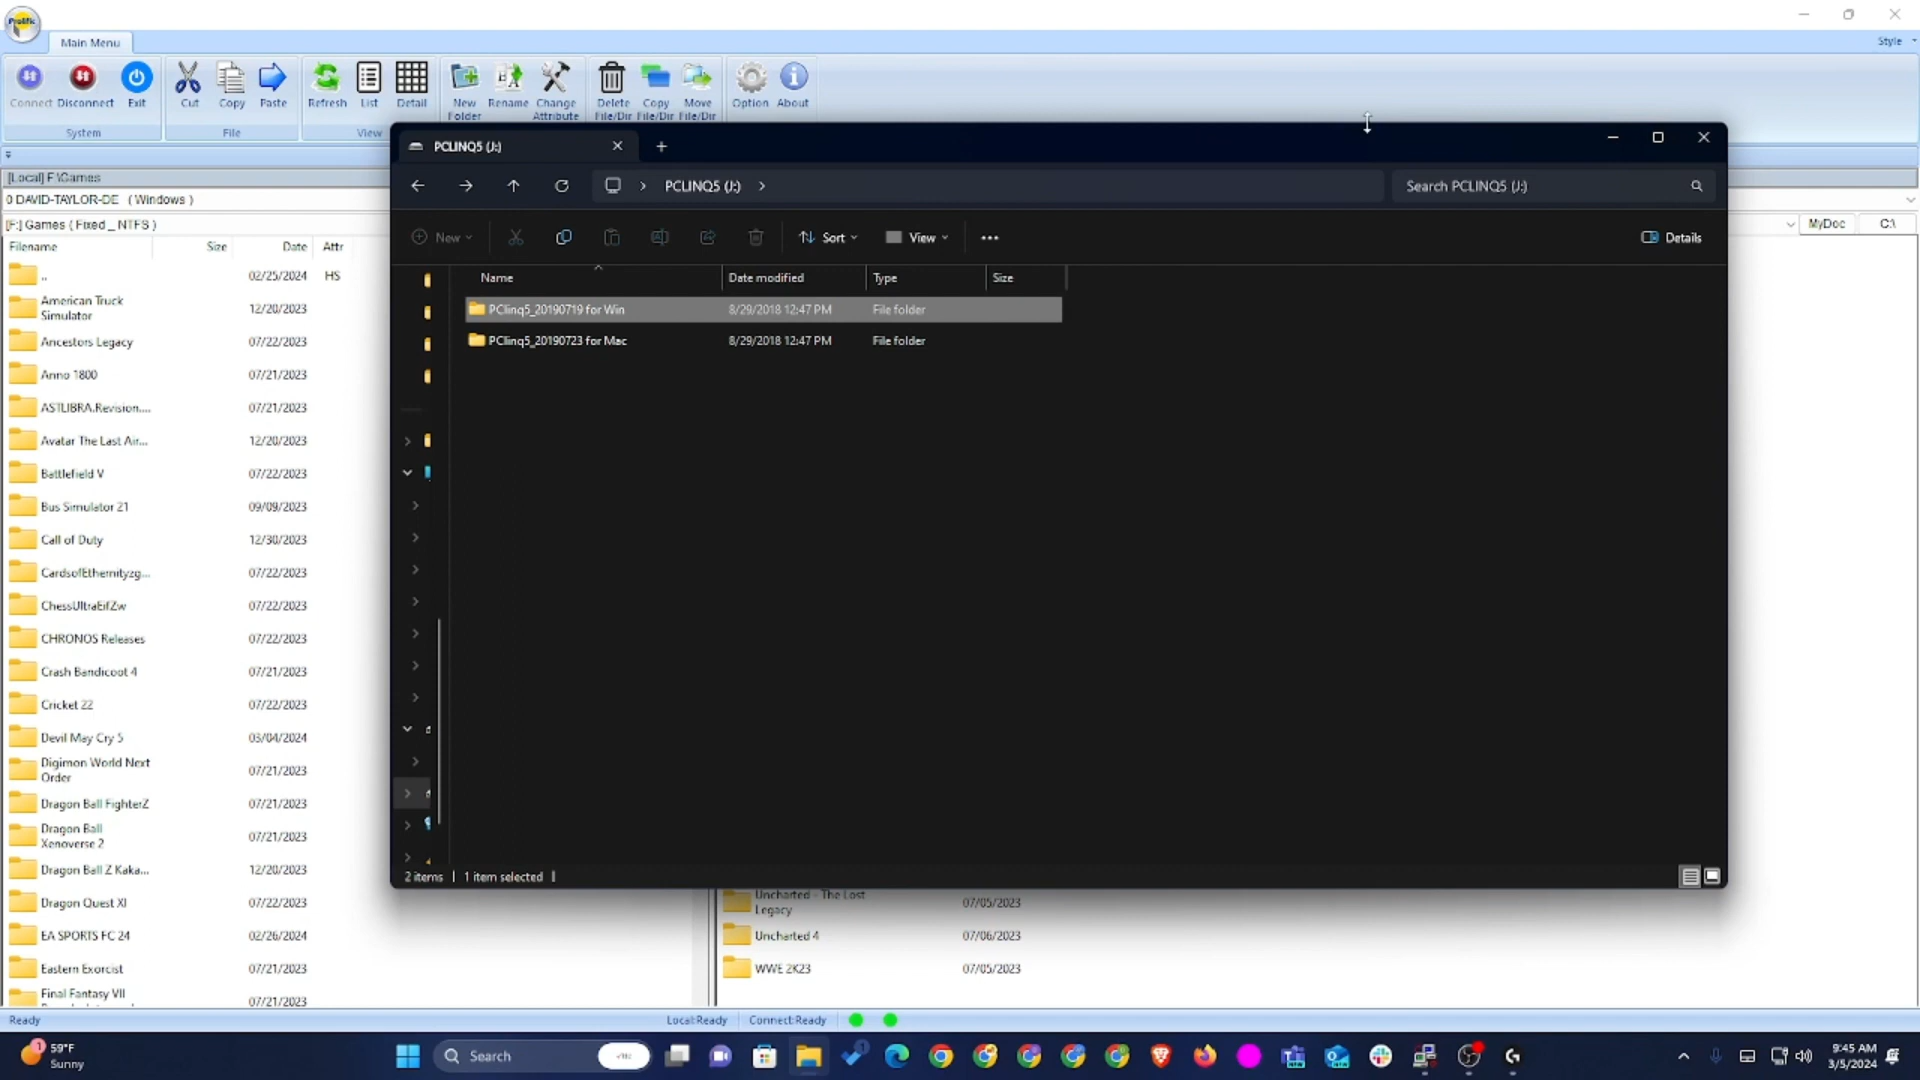 Prolific
Main Menu
Style
Connect Disconnect Exit
Cut Copy Paste
Refresh List Detail
New Folder Rename Change Attribute
Delete File/Dir Copy File/Dir Move File/Dir
Option About
System File View
[Local] F:\Games
0 DAVID-TAYLOR-DE ( Windows )
[F:] Games ( Fixed _ NTFS )
MyDoc C:\
Filename Size Date Attr
.. 02/25/2024 HS
American Truck Simulator 12/20/2023
Ancestors Legacy 07/22/2023
Anno 1800 07/21/2023
ASTLIBRA.Revision.... 07/21/2023
Avatar The Last Air... 12/20/2023
Battlefield V 07/22/2023
Bus Simulator 21 09/09/2023
Call of Duty 12/30/2023
CardsofEthernityzg... 07/22/2023
ChessUltraEifZw 07/22/2023
CHRONOS Releases 07/22/2023
Crash Bandicoot 4 07/21/2023
Cricket 22 07/22/2023
Devil May Cry 5 03/04/2024
Digimon World Next Order 07/21/2023
Dragon Ball FighterZ 07/21/2023
Dragon Ball Xenoverse 2 07/21/2023
Dragon Ball Z Kaka... 12/20/2023
Dragon Quest XI 07/22/2023
EA SPORTS FC 24 02/26/2024
Eastern Exorcist 07/21/2023
Final Fantasy VII 07/21/2023
PCLINQ5 (J:)
PCLINQ5 (J:)
Search PCLINQ5 (J:)
New Sort View ••• Details
Name Date modified Type Size
PClinq5_20190719 for Win 8/29/2018 12:47 PM File folder
PClinq5_20190723 for Mac 8/29/2018 12:47 PM File folder
2 items 1 item selected
Uncharted - The Lost Legacy 07/05/2023
Uncharted 4 07/06/2023
WWE 2K23 07/05/2023
Ready Local:Ready Connect:Ready
1 59°F
Sunny
Search
9:45 AM
3/5/2024